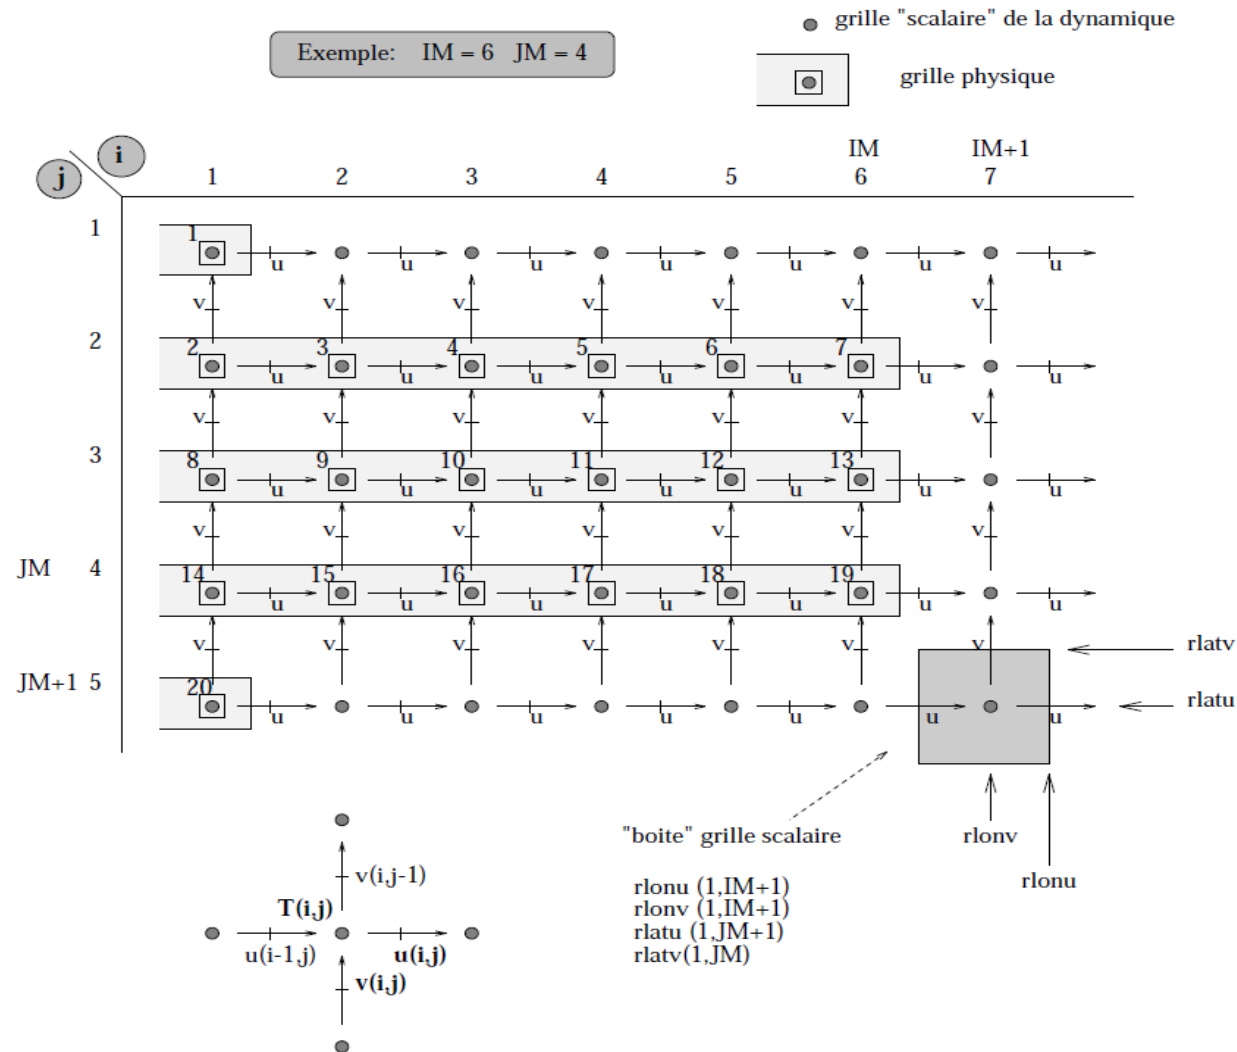 grille "scalaire" de la dynamique
Exemple: IM = 6 JM = 4
grille physique
i
IM IM+1
j 1 2 3 4 5 6 7
1
1
u u u u u u u
v v v v v v v
2
2 3 4 5 6 7
u u u u u u u
v v v v v v v
3
8 9 10 11 12 13
u u u u u u u
v v v v v v v
JM 4
14 15 16 17 18 19
u u u u u u u
v v v v v v v
rlatv
JM+1 5
20
rlatu
u u u u u u u
"boite" grille scalaire
rlonv
rlonu
v(i,j-1)
T(i,j)
u(i-1,j) u(i,j)
v(i,j)
rlonu (1,IM+1)
rlonv (1,IM+1)
rlatu (1,JM+1)
rlatv(1,JM)